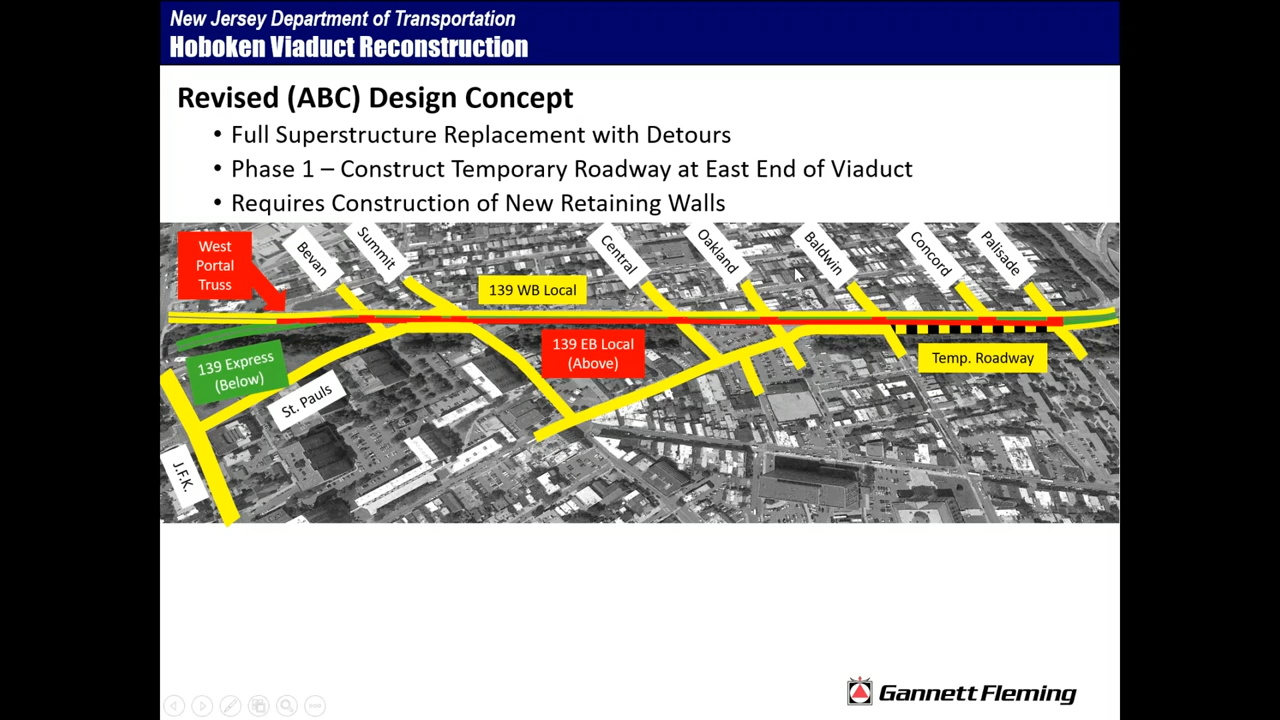 New Jersey Department of Transportation
Hoboken Viaduct Reconstruction
Revised (ABC) Design Concept
• Full Superstructure Replacement with Detours
• Phase 1 – Construct Temporary Roadway at East End of Viaduct
• Requires Construction of New Retaining Walls
West
Portal
Truss
Bevan
Summit
Central
Oakland
Baldwin
Concord
Palisade
139 WB Local
139 EB Local
(Above)
139 Express
(Below)
Temp. Roadway
St. Pauls
J.F.K.
Gannett Fleming